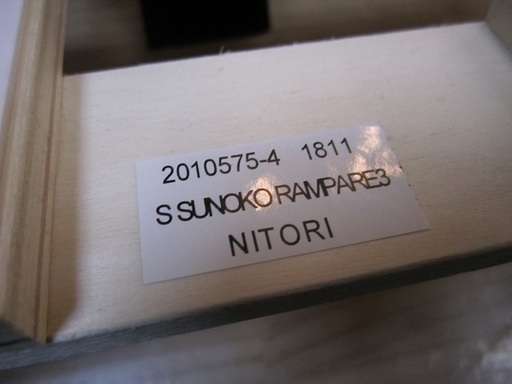 2010575-4 1811
S SUNOKO RAMPARE3
NITORI